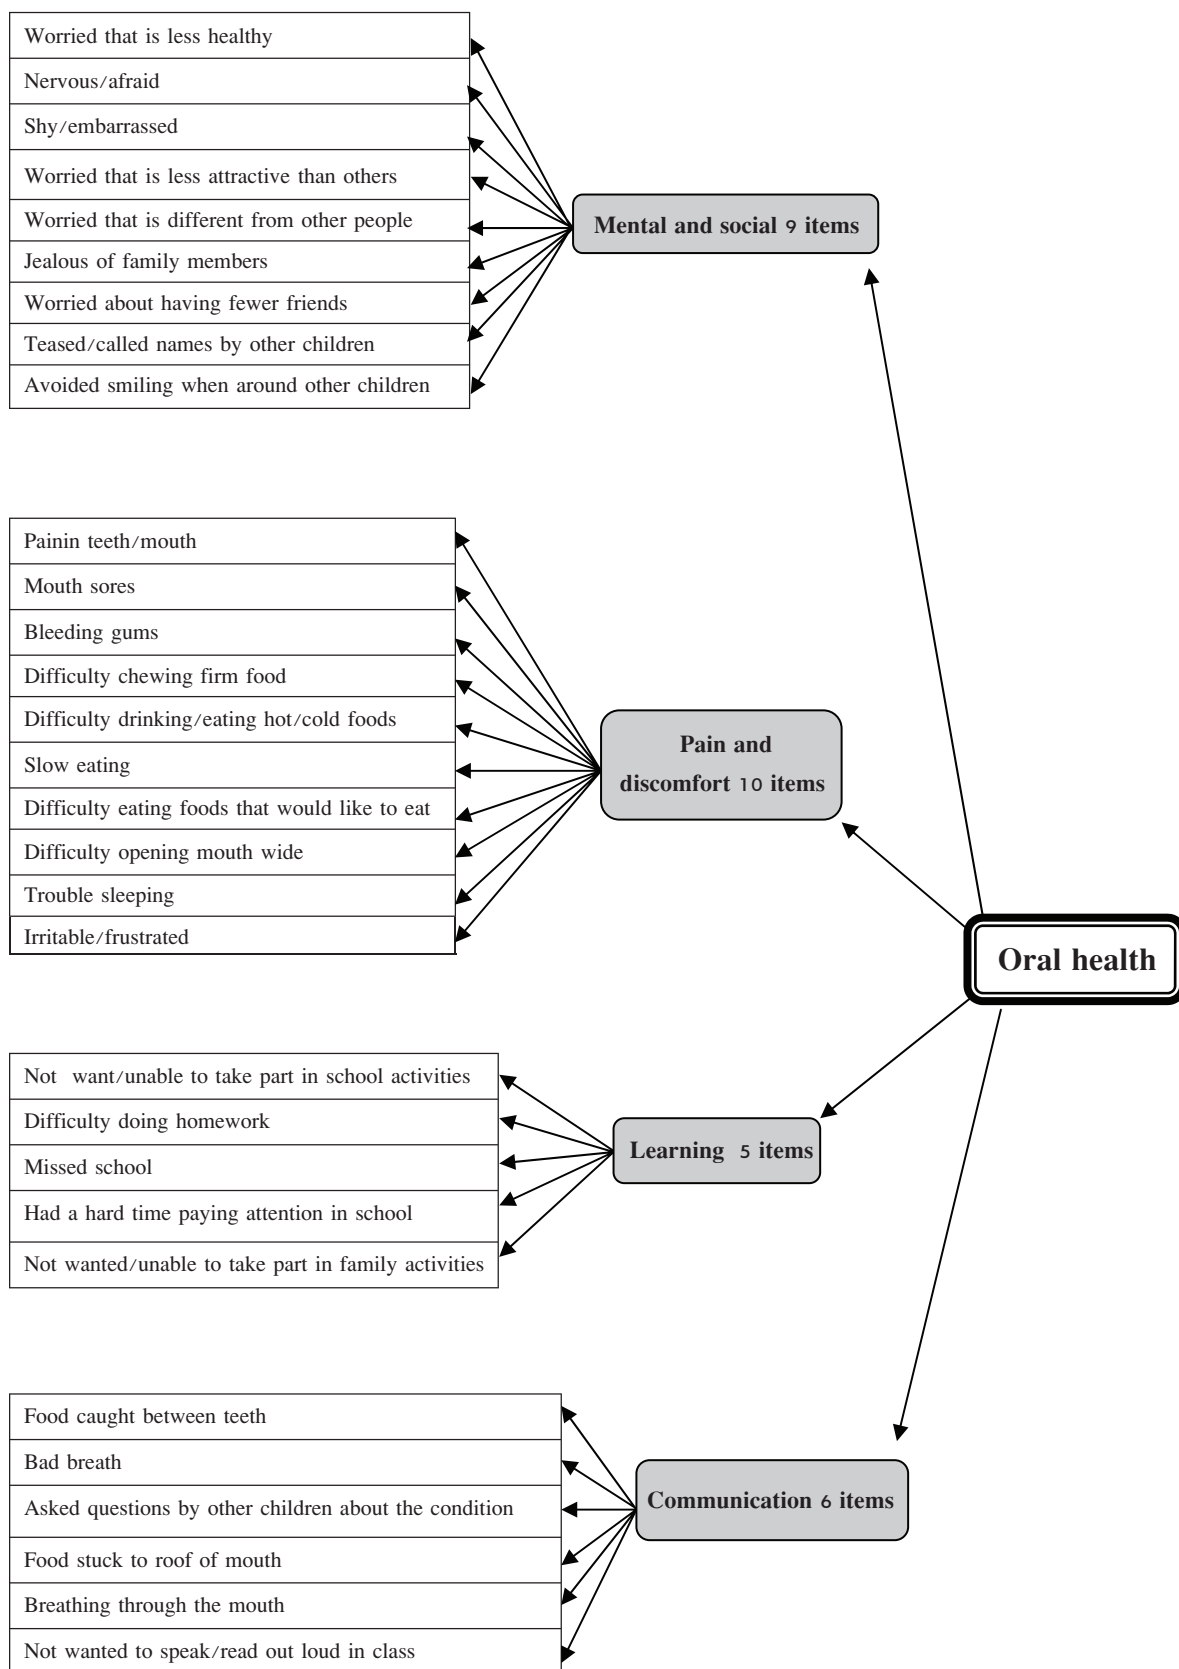 Worried that is less healthy
Nervous/afraid
Shy/embarrassed
Worried that is less attractive than others
Worried that is different from other people
Jealous of family members
Worried about having fewer friends
Teased/called names by other children
Avoided smiling when around other children
Mental and social 9 items
Painin teeth/mouth
Mouth sores
Bleeding gums
Difficulty chewing firm food
Difficulty drinking/eating hot/cold foods
Slow eating
Difficulty eating foods that would like to eat
Difficulty opening mouth wide
Trouble sleeping
Irritable/frustrated
Pain and
discomfort 10 items
Oral health
Not want/unable to take part in school activities
Difficulty doing homework
Missed school
Had a hard time paying attention in school
Not wanted/unable to take part in family activities
Learning 5 items
Food caught between teeth
Bad breath
Asked questions by other children about the condition
Food stuck to roof of mouth
Breathing through the mouth
Not wanted to speak/read out loud in class
Communication 6 items